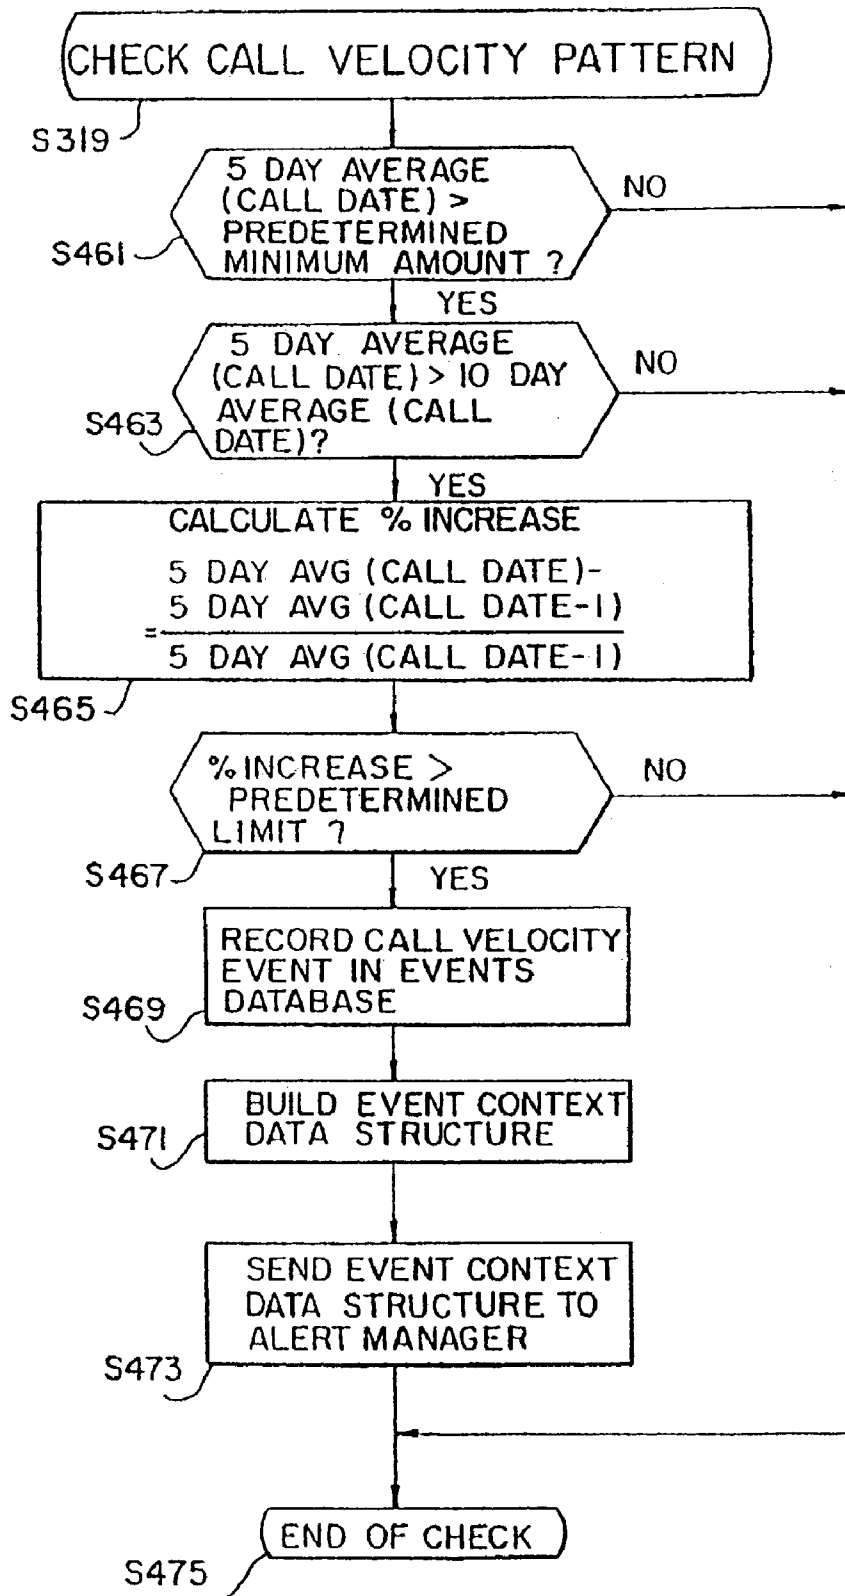 CHECK CALL VELOCITY PATTERN
S319
5 DAY AVERAGE
(CALL DATE) >
PREDETERMINED
MINIMUM AMOUNT ?
NO
S461
YES
5 DAY AVERAGE
(CALL DATE) > 10 DAY
AVERAGE (CALL
DATE)?
NO
S463
YES
CALCULATE % INCREASE
5 DAY AVG (CALL DATE)-
5 DAY AVG (CALL DATE-1)
=
5 DAY AVG (CALL DATE-1)
S465
% INCREASE >
PREDETERMINED
LIMIT ?
NO
S467
YES
RECORD CALL VELOCITY
EVENT IN EVENTS
DATABASE
S469
BUILD EVENT CONTEXT
DATA STRUCTURE
S471
SEND EVENT CONTEXT
DATA STRUCTURE TO
ALERT MANAGER
S473
END OF CHECK
S475